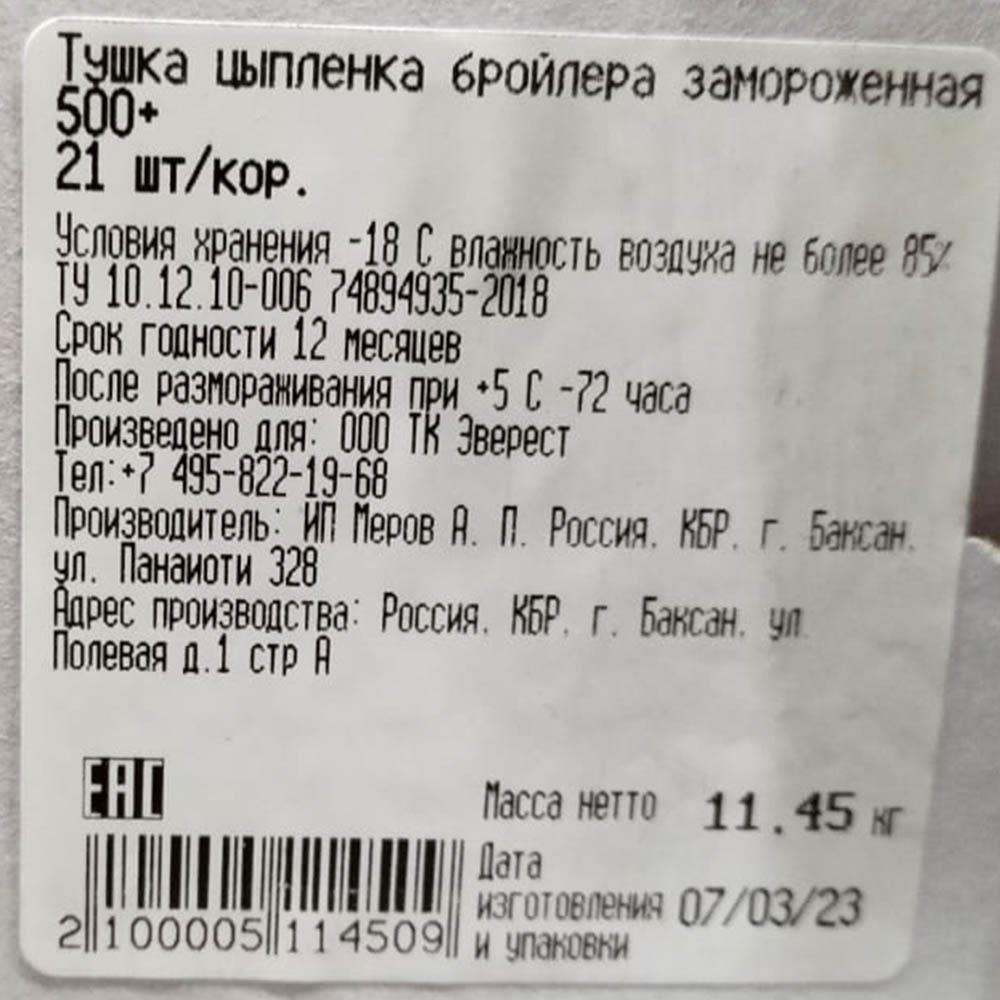 Тушка цыпленка бройлера замороженная
500+
21 шт/кор.
Условия хранения -18 С влажность воздуха не более 85%
ТУ 10.12.10-006 74894935-2018
Срок годности 12 месяцев
После размораживания при +5 С -72 часа
Произведено для: ООО ТК Эверест
Тел:+7 495-822-19-68
Производитель: ИП Меров А. П. Россия. КБР. г. Баксан.
ул. Панаиоти 328
Адрес производства: Россия. КБР. г. Баксан. ул.
Полевая д.1 стр А
ЕАС
Масса нетто 11.45 кг
Дата
изготовления 07/03/23
и упаковки
2 100005 114509